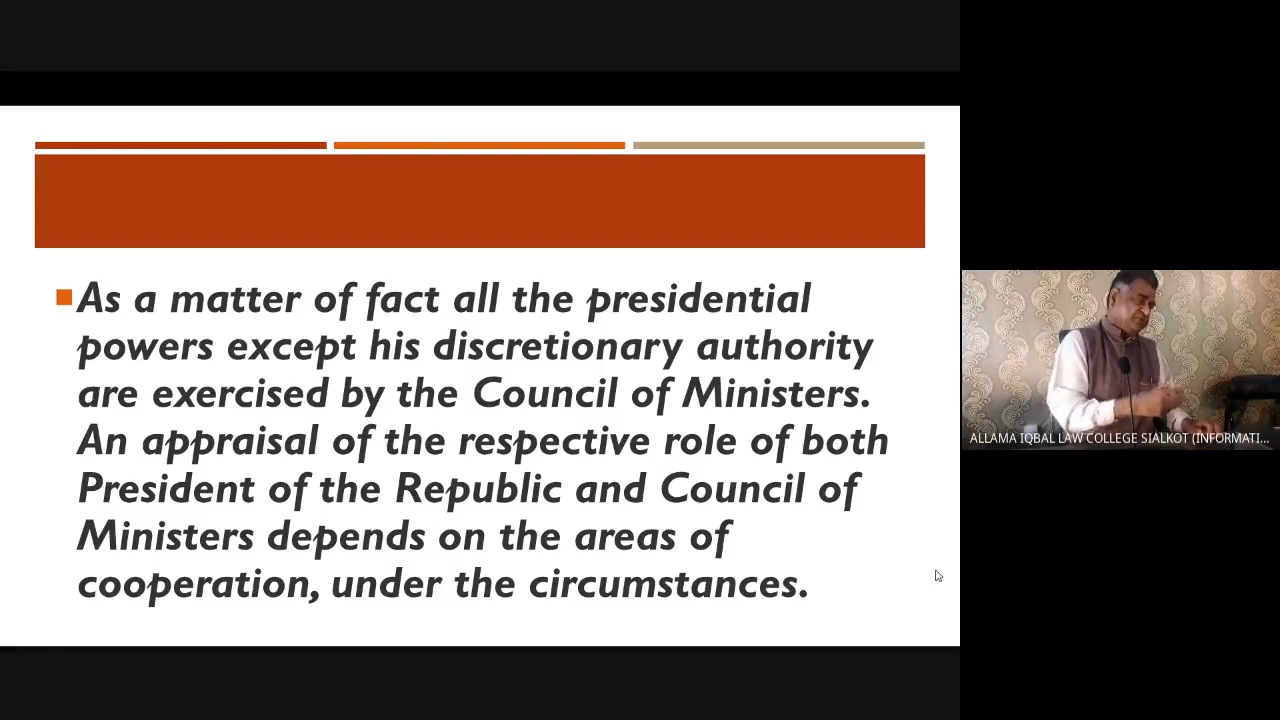 As a matter of fact all the presidential
powers except his discretionary authority
are exercised by the Council of Ministers.
An appraisal of the respective role of both
President of the Republic and Council of
Ministers depends on the areas of
cooperation, under the circumstances.
ALLAMA IQBAL LAW COLLEGE SIALKOT (INFORMATI...